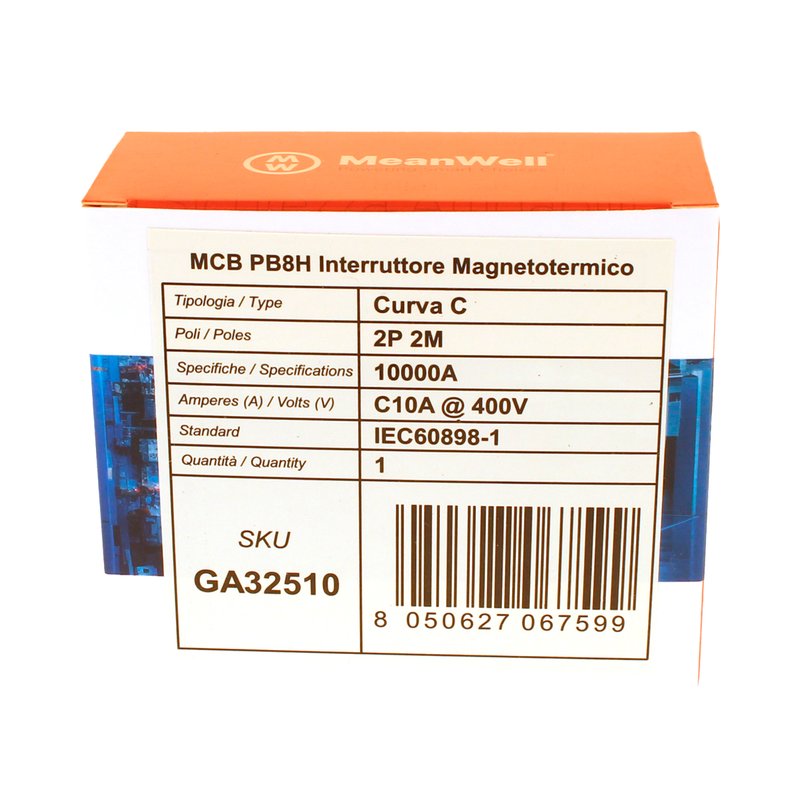 MW MeanWell®
MCB PB8H Interruttore Magnetotermico
Tipologia / Type Curva C
Poli / Poles 2P 2M
Specifiche / Specifications 10000A
Amperes (A) / Volts (V) C10A @ 400V
Standard IEC60898-1
Quantità / Quantity 1
SKU
GA32510
8 050627 067599